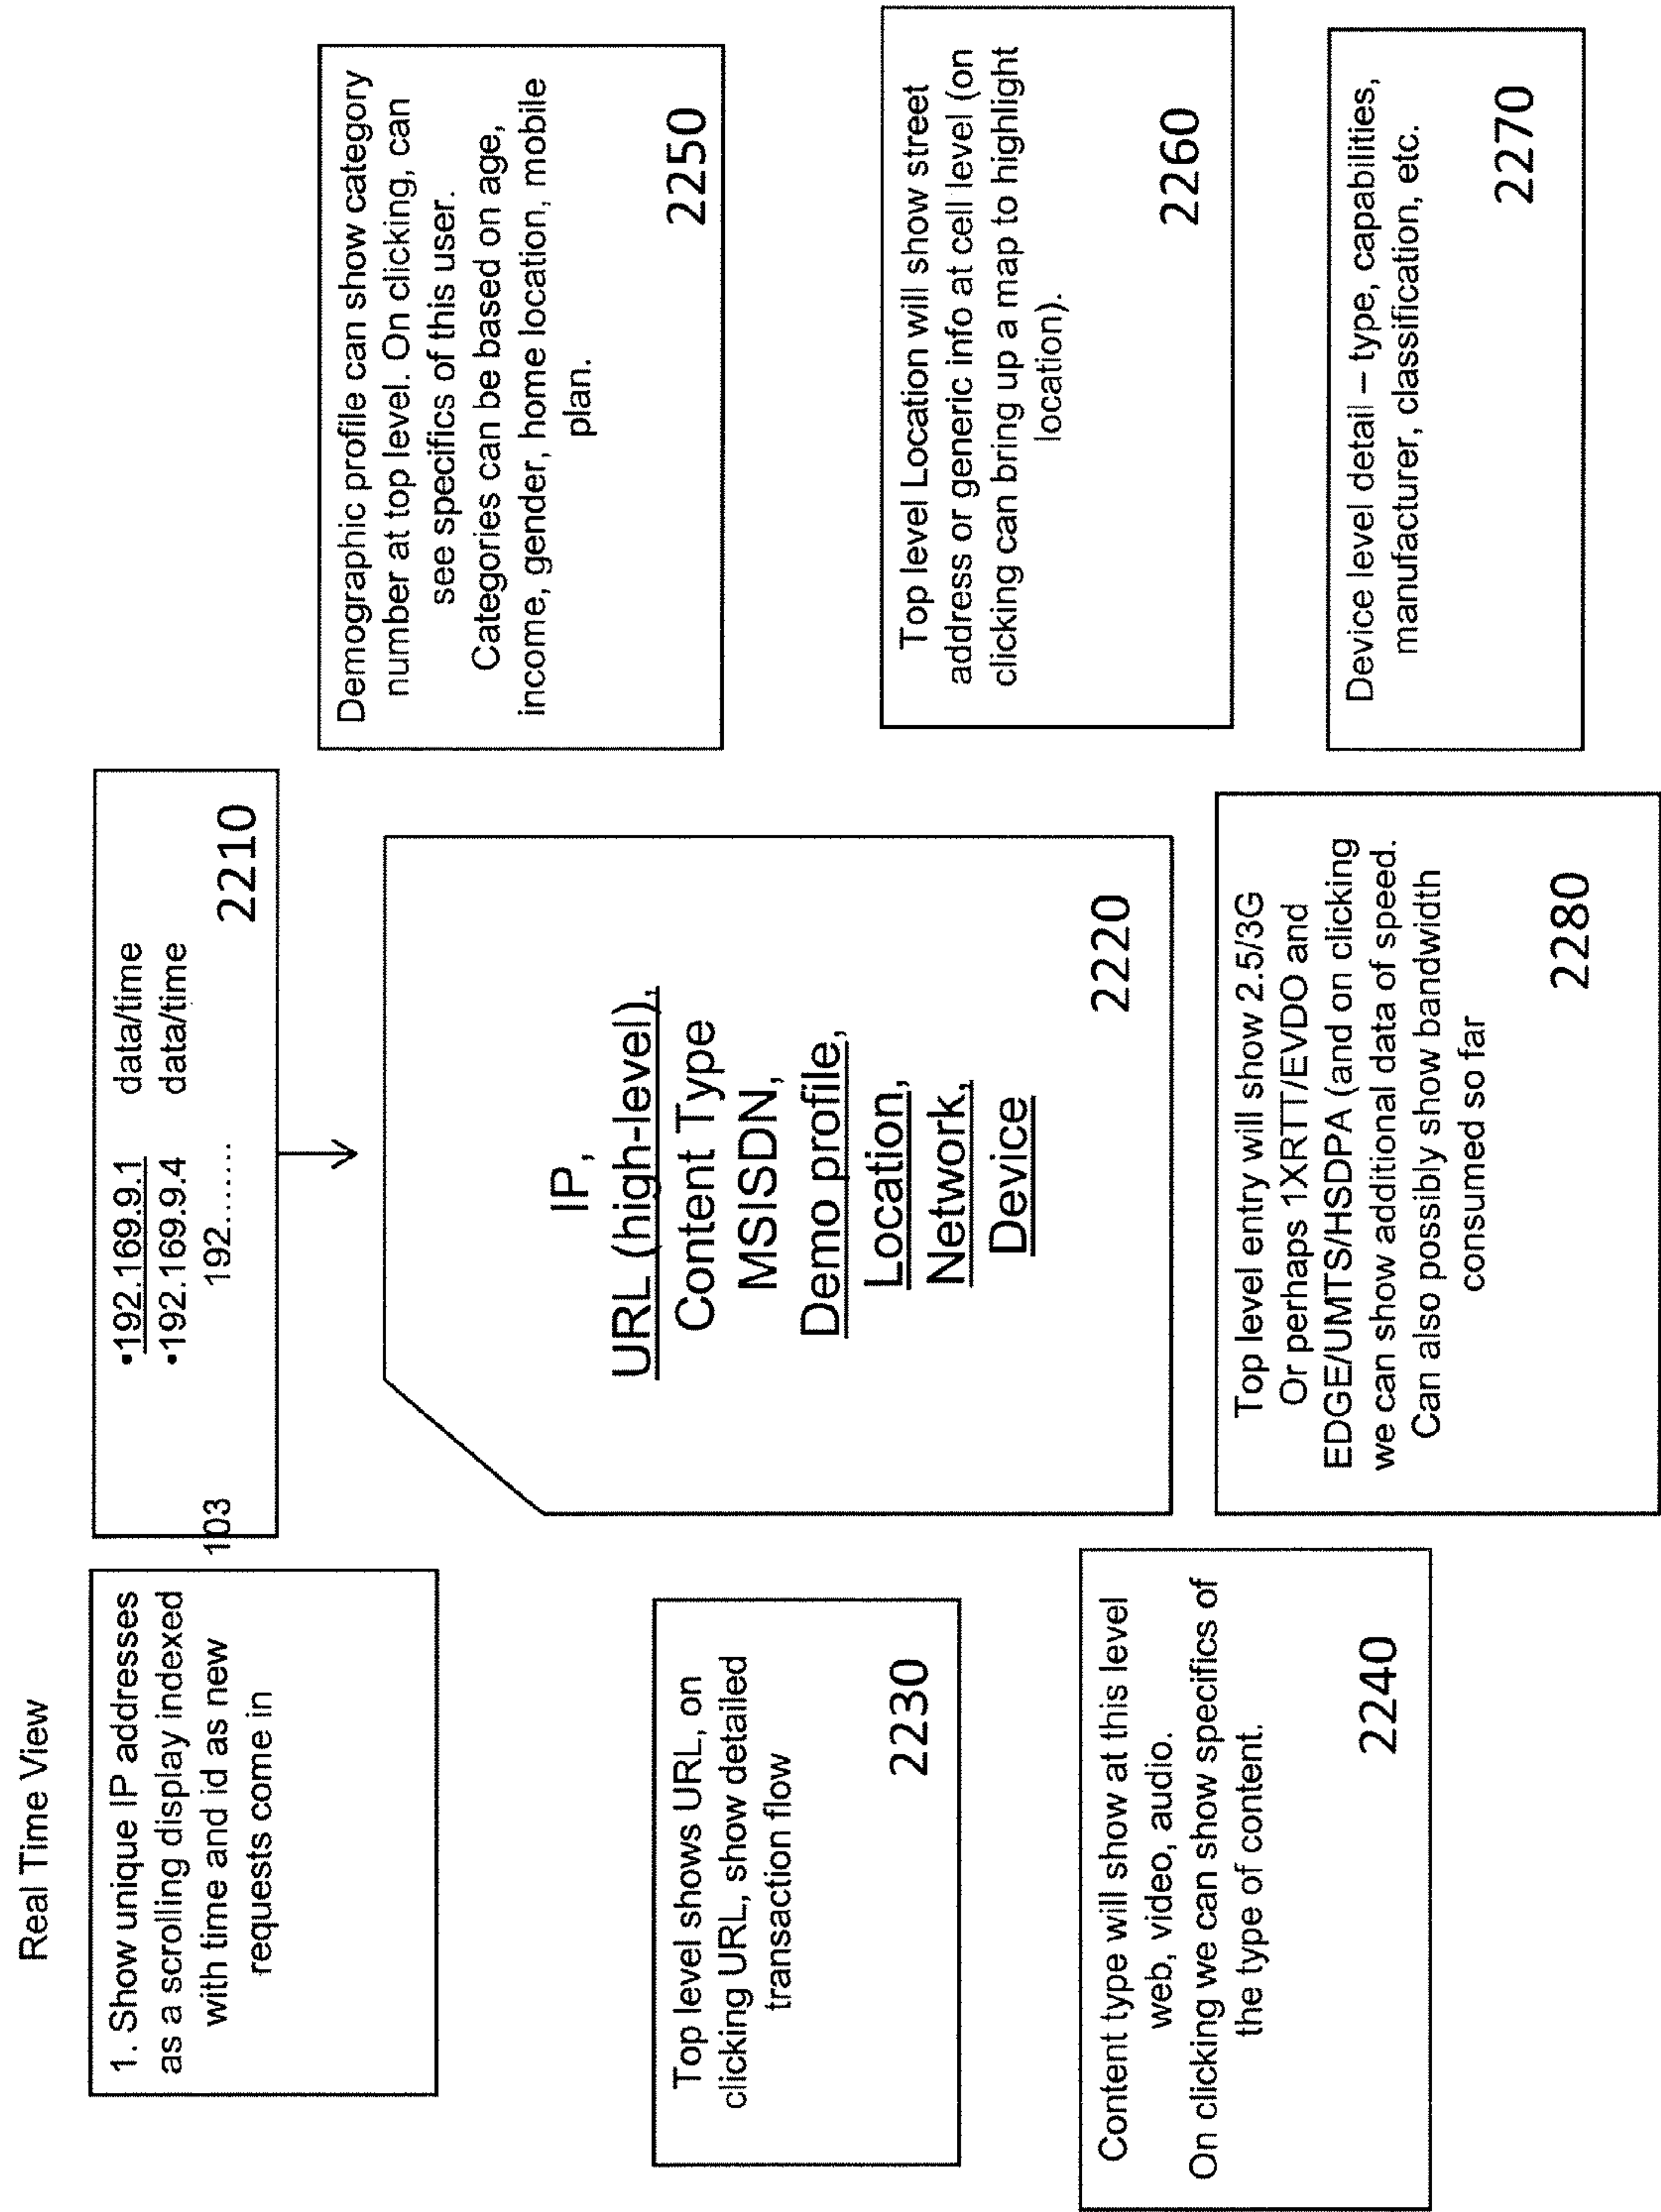 Real Time View
1. Show unique IP addresses
as a scrolling display indexed
with time and id as new
requests come in
•192.169.9.1 data/time
•192.169.9.4 data/time
103 192........
2210
IP,
URL (high-level),
Content Type
MSISDN,
Demo profile,
Location,
Network,
Device
2220
Top level shows URL, on
clicking URL, show detailed
transaction flow
2230
Content type will show at this level
web, video, audio.
On clicking we can show specifics of
the type of content.
2240
Demographic profile can show category
number at top level. On clicking, can
see specifics of this user.
Categories can be based on age,
income, gender, home location, mobile
plan.
2250
Top level Location will show street
address or generic info at cell level (on
clicking can bring up a map to highlight
location).
2260
Device level detail – type, capabilities,
manufacturer, classification, etc.
2270
Top level entry will show 2.5/3G
Or perhaps 1XRTT/EVDO and
EDGE/UMTS/HSDPA (and on clicking
we can show additional data of speed.
Can also possibly show bandwidth
consumed so far
2280